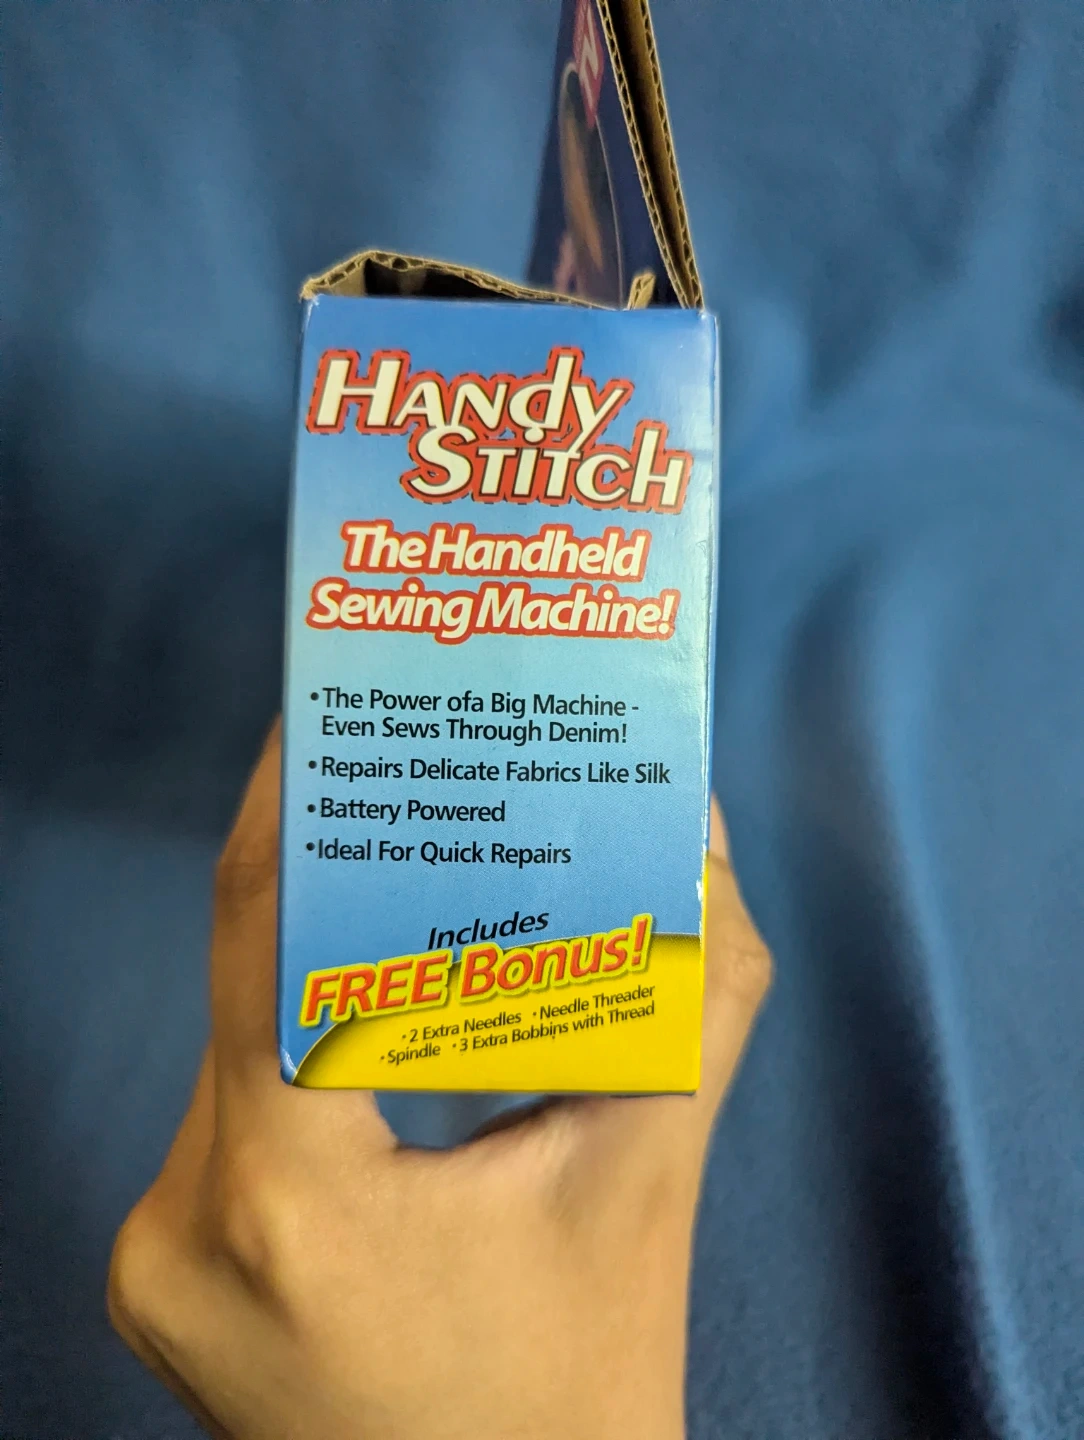 HANdy
STITCH
The Handheld
Sewing Machine!
•The Power ofa Big Machine -
Even Sews Through Denim!
•Repairs Delicate Fabrics Like Silk
•Battery Powered
•Ideal For Quick Repairs
Includes
FREE Bonus!
•2 Extra Needles •Needle Threader
•Spindle •3 Extra Bobbins with Thread